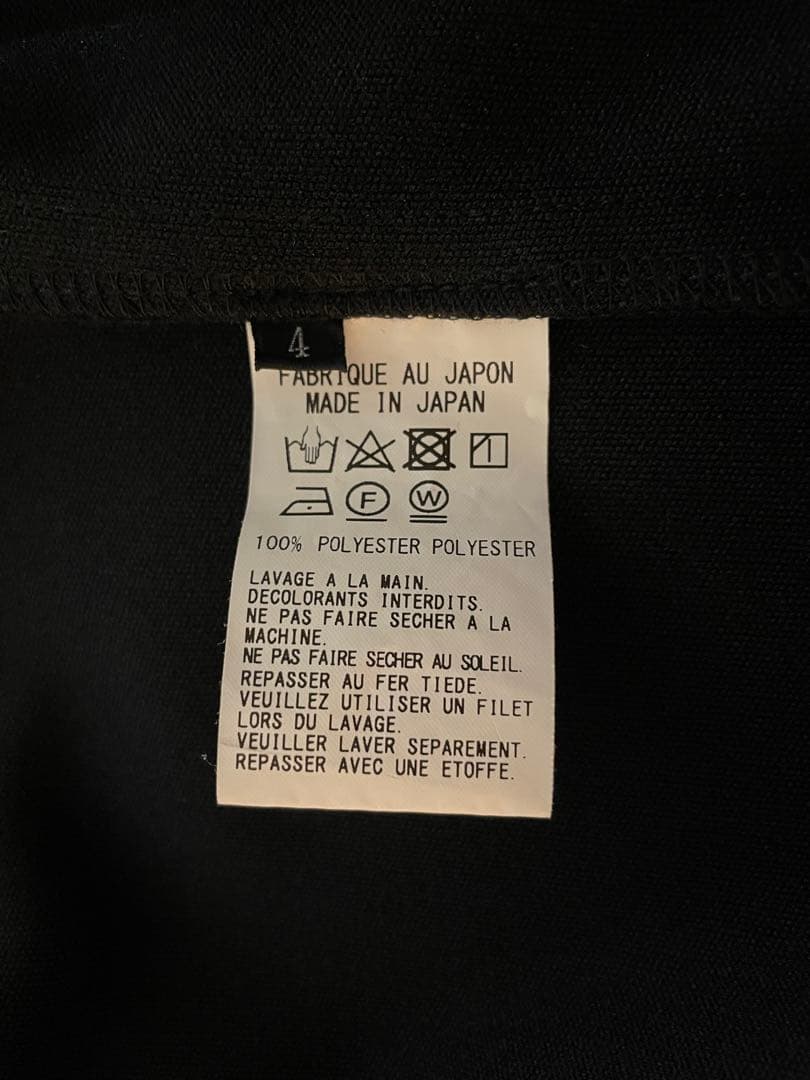 4
FABRIQUE AU JAPON
MADE IN JAPAN
F W
100% POLYESTER POLYESTER
LAVAGE A LA MAIN.
DECOLORANTS INTERDITS.
NE PAS FAIRE SECHER A LA
MACHINE.
NE PAS FAIRE SECHER AU SOLEIL.
REPASSER AU FER TIEDE.
VEUILLEZ UTILISER UN FILET
LORS DU LAVAGE.
VEUILLER LAVER SEPAREMENT.
REPASSER AVEC UNE ETOFFE.